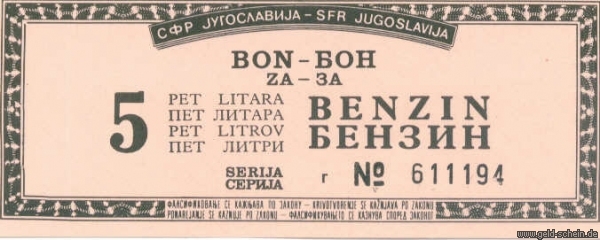 СФР ЈУГОСЛАВИЈА - SFR JUGOSLAVIJA
BON - БОН
ZA - ЗА
5
PET LITARA
ПЕТ ЛИТАРА
PET LITROV
ПЕТ ЛИТРИ
BENZIN
БЕНЗИН
SERIJA
СЕРИЈА
r № 611194
ФАЛСИФИКОВАЊЕ СЕ КАЖЊАВА ПО ЗАКОНУ - KRIVOTVORENJE SE KAŽNJAVA PO ZAKONU
PONAREJANJE SE KAZNUJE PO ZAKONU - ФАЛСИФИКУВАЊЕТО СЕ КАЗНУВА СПОРЕД ЗАКОНОТ
www.geld-schein.de